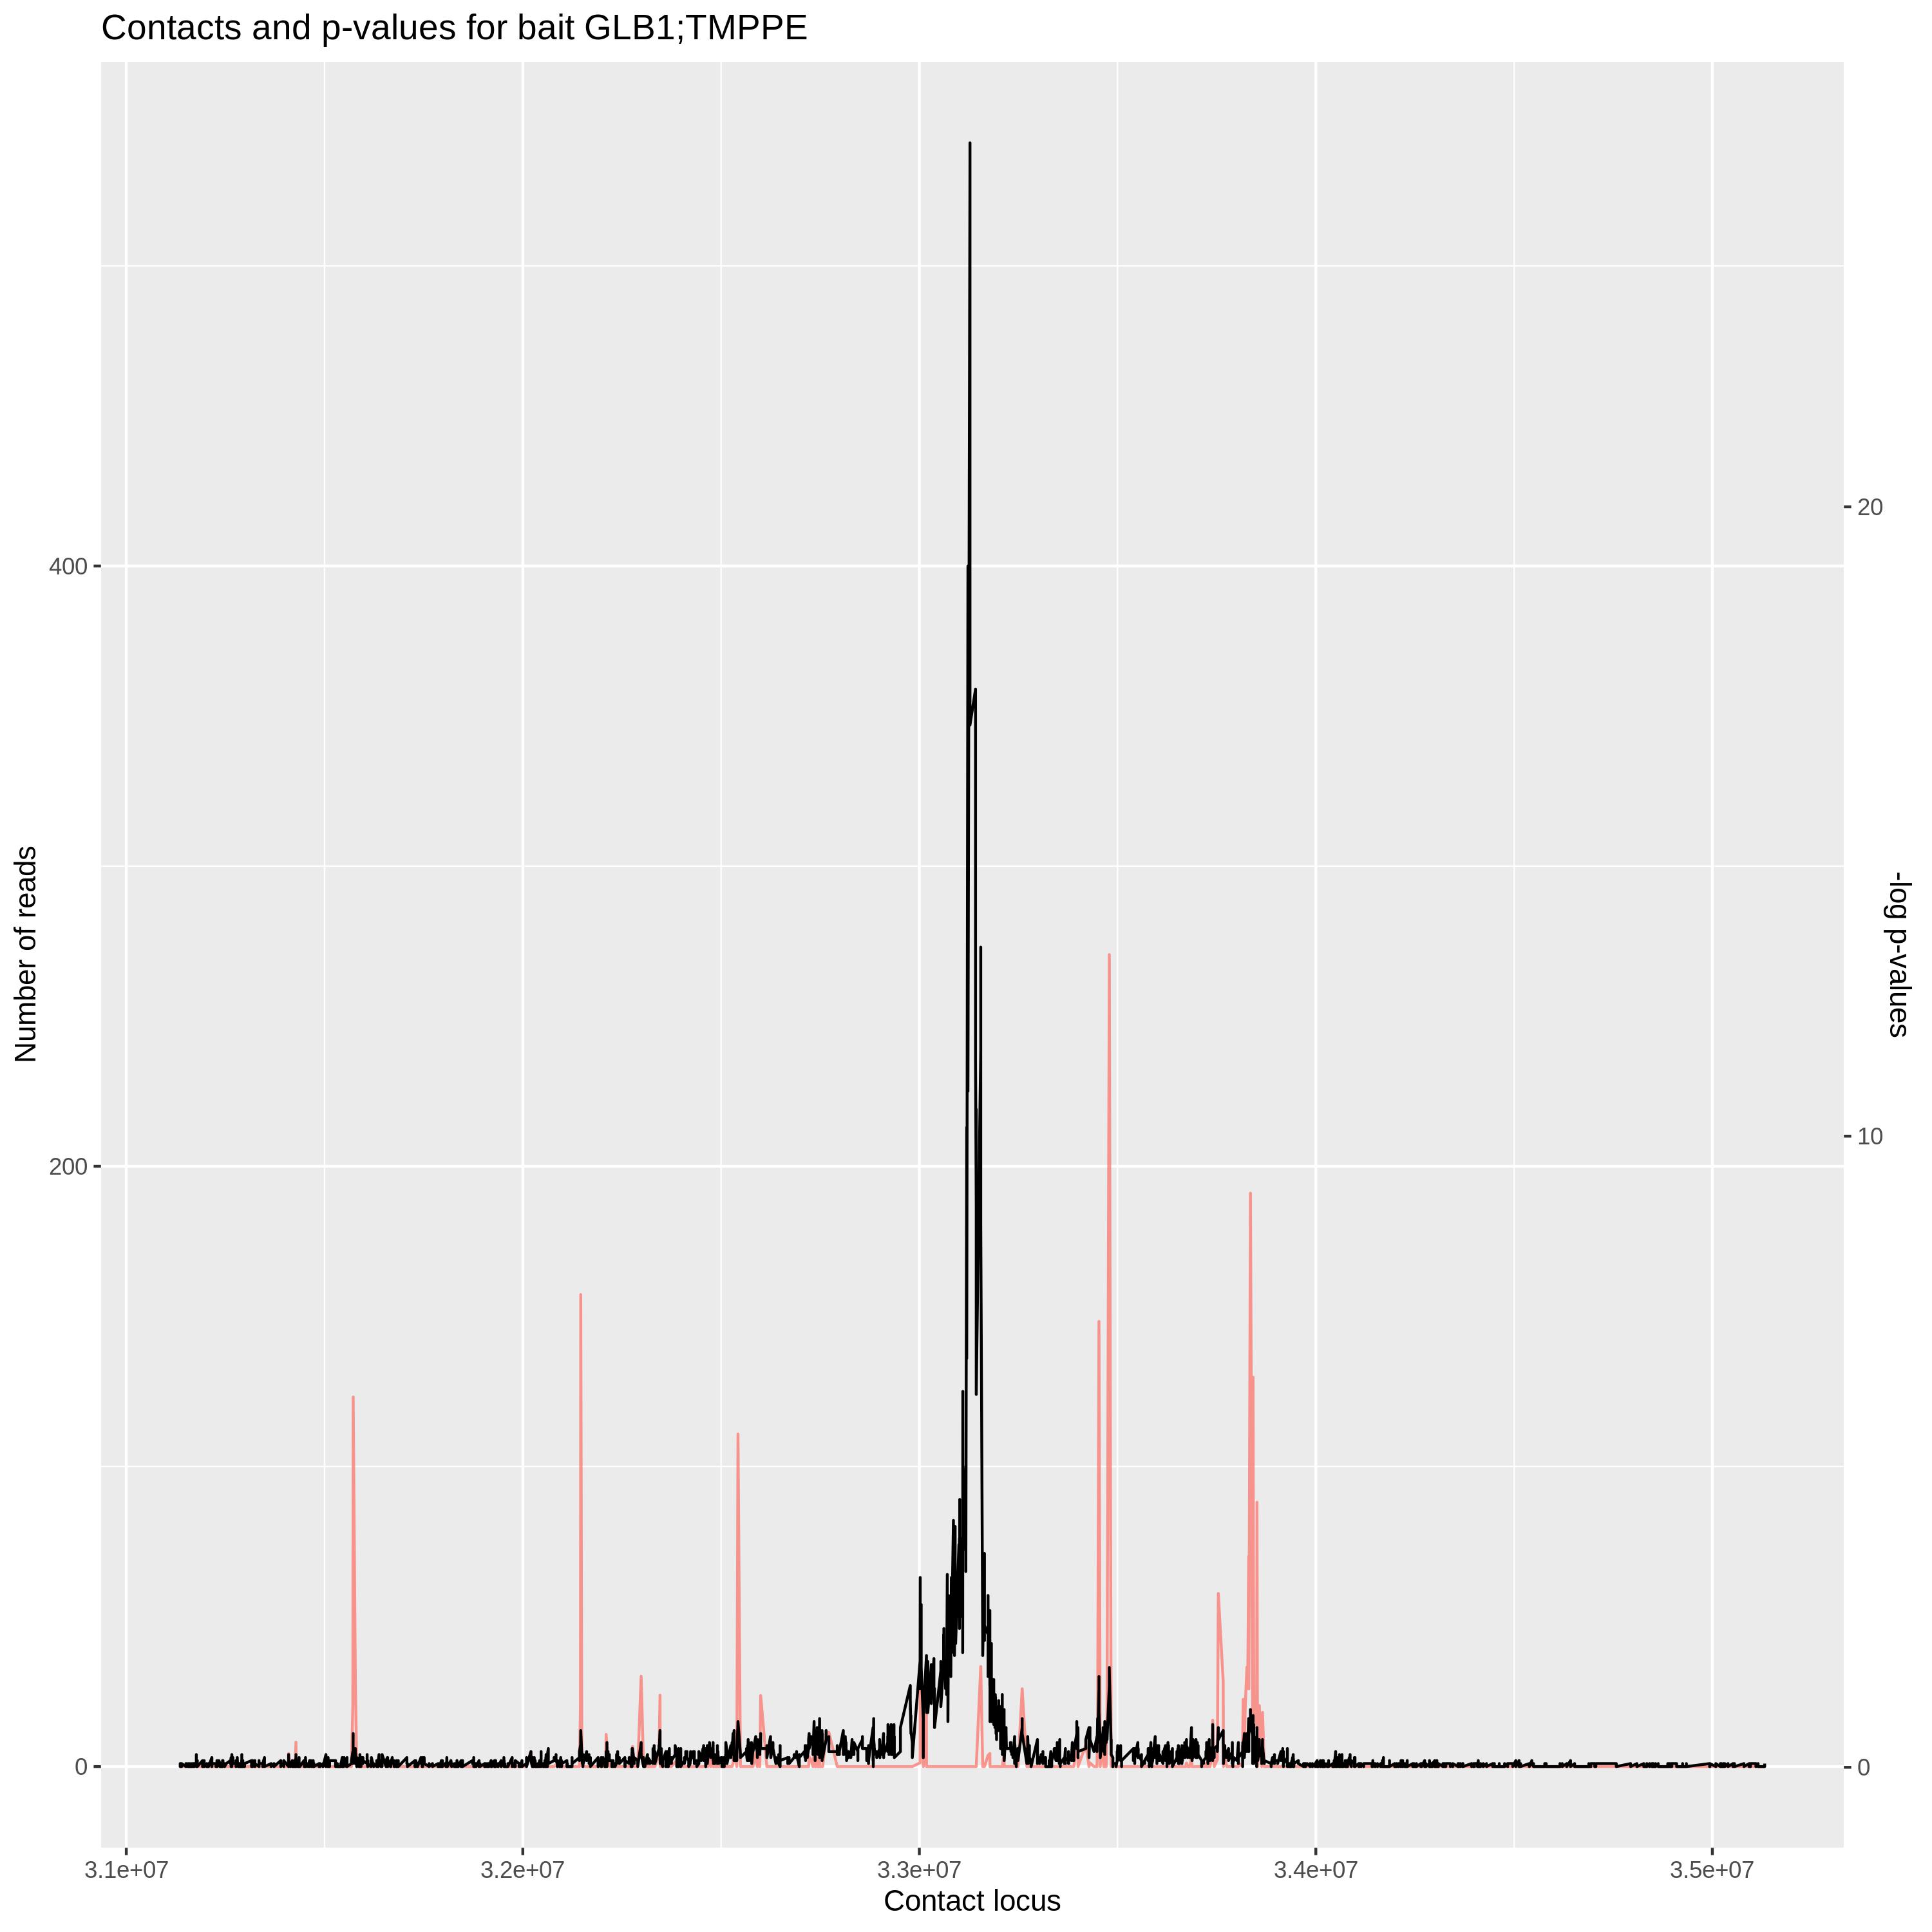 Contacts and p-values for bait GLB1;TMPPE
Number of reads
400
200
0
20
10
0
-log p-values
3.1e+07
3.2e+07
3.3e+07
3.4e+07
3.5e+07
Contact locus